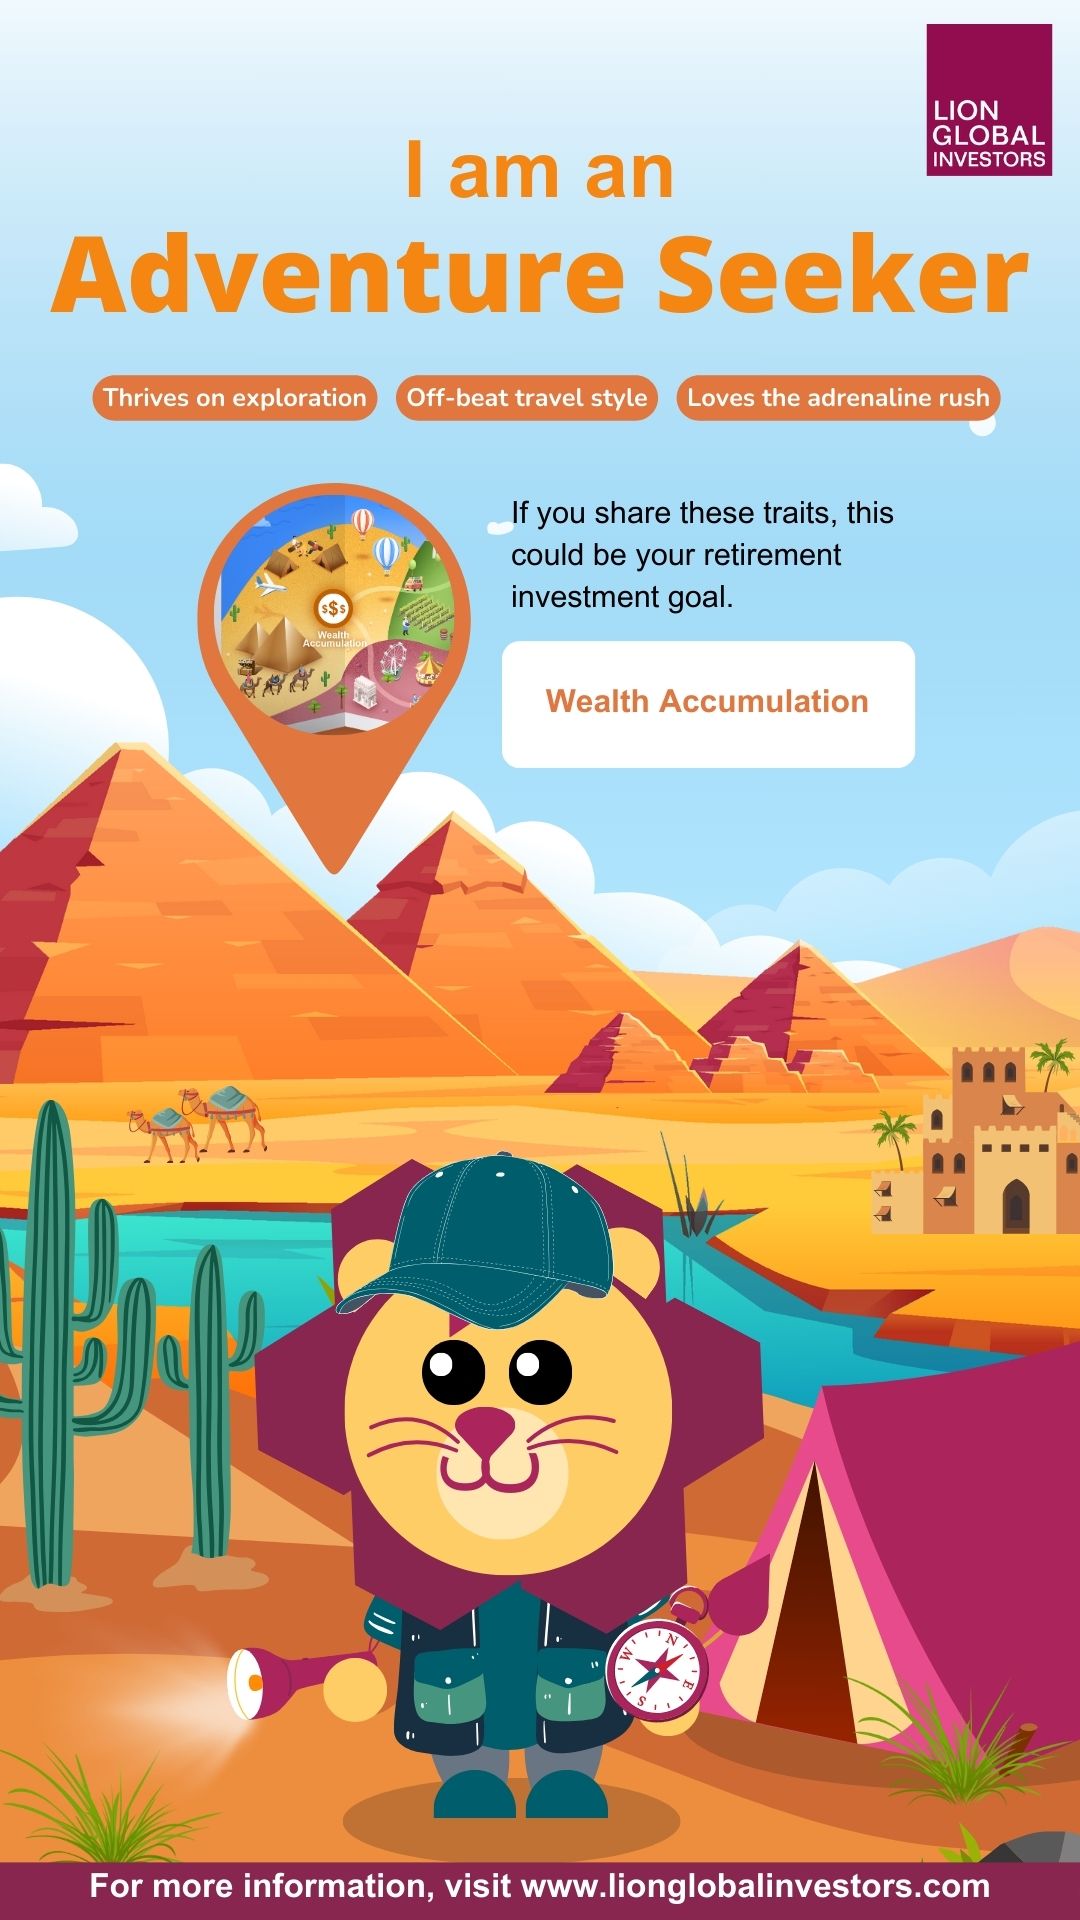 LION
GLOBAL
INVESTORS
I am an
Adventure Seeker
Thrives on exploration
Off-beat travel style
Loves the adrenaline rush
If you share these traits, this
could be your retirement
investment goal.
$$$
Wealth
Accumulation
Wealth Accumulation
N
W
E
S
For more information, visit www.lionglobalinvestors.com